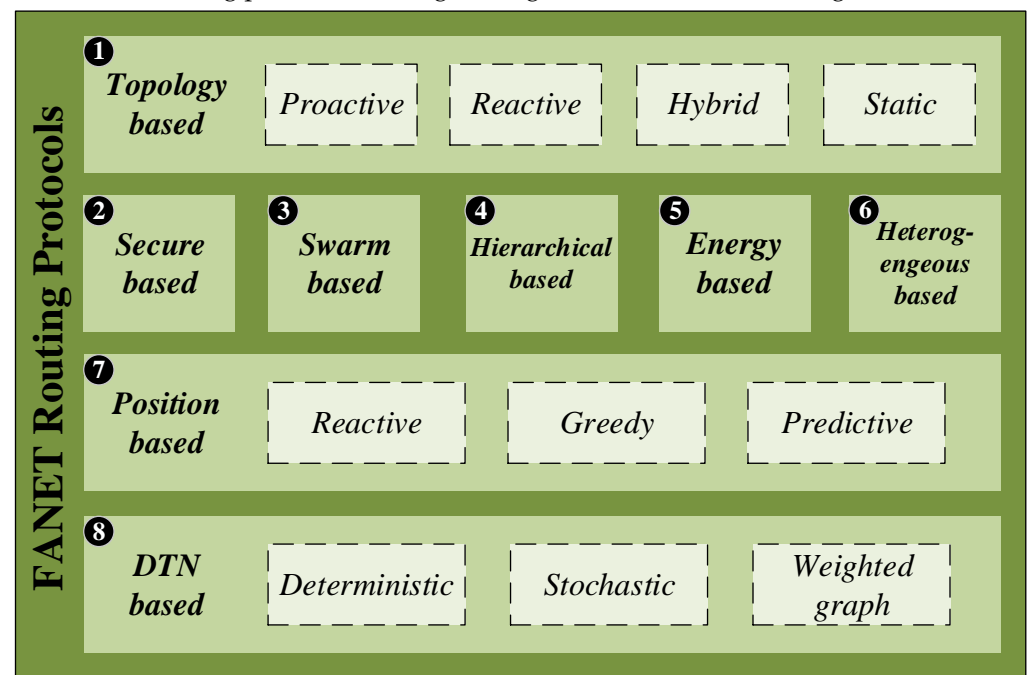 FANET Routing Protocols
1
Topology
based
Proactive
Reactive
Hybrid
Static
2
Secure
based
3
Swarm
based
4
Hierarchical
based
5
Energy
based
6
Heterog-
engeous
based
7
Position
based
Reactive
Greedy
Predictive
8
DTN
based
Deterministic
Stochastic
Weighted
graph